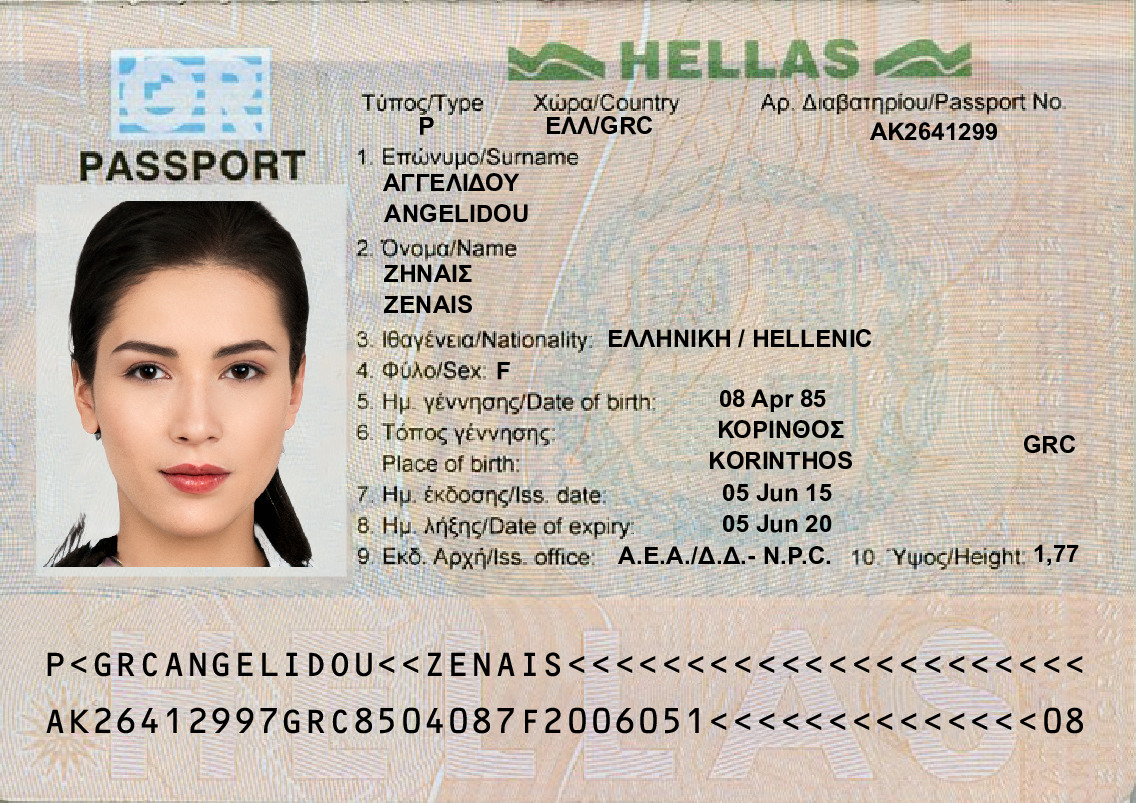 GR
HELLAS
PASSPORT
Τύπος/Type Χώρα/Country Αρ. Διαβατηρίου/Passport No.
P ΕΛΛ/GRC AK2641299
1. Επώνυμο/Surname
ΑΓΓΕΛΙΔΟΥ
ANGELIDOU
2. Όνομα/Name
ΖΗΝΑΙΣ
ZENAIS
3. Ιθαγένεια/Nationality: ΕΛΛΗΝΙΚΗ / HELLENIC
4. Φύλο/Sex: F
5. Ημ. γέννησης/Date of birth: 08 Apr 85
6. Τόπος γέννησης: ΚΟΡΙΝΘΟΣ
Place of birth: KORINTHOS GRC
7. Ημ. έκδοσης/Iss. date: 05 Jun 15
8. Ημ. λήξης/Date of expiry: 05 Jun 20
9. Εκδ. Αρχή/Iss. office: Α.Ε.Α./Δ.Δ.- N.P.C. 10. Ύψος/Height: 1,77
HELLAS
P<GRCANGELIDOU<<ZENAIS<<<<<<<<<<<<<<<<<<<<<<
AK26412997GRC8504087F2006051<<<<<<<<<<<<<<08